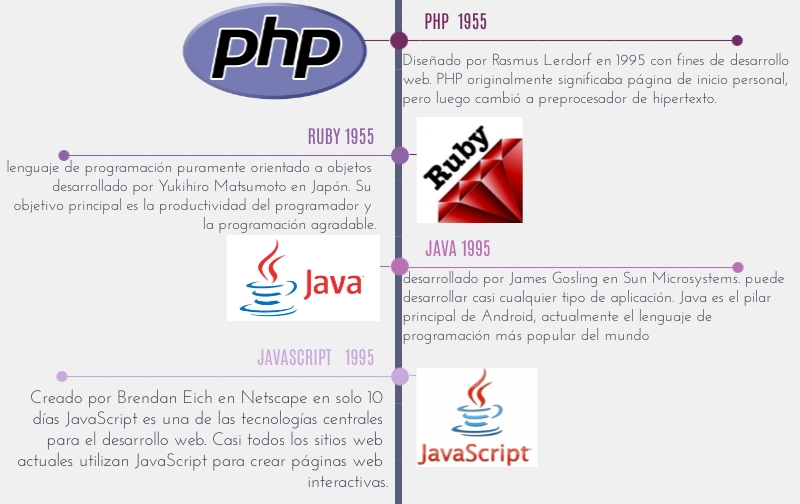 php
PHP 1955
Diseñado por Rasmus Lerdorf en 1995 con fines de desarrollo
web. PHP originalmente significaba página de inicio personal,
pero luego cambió a preprocesador de hipertexto.
RUBY 1955
lenguaje de programación puramente orientado a objetos
desarrollado por Yukihiro Matsumoto en Japón. Su
objetivo principal es la productividad del programador y
la programación agradable.
Ruby
JAVA 1995
desarrollado por James Gosling en Sun Microsystems. puede
desarrollar casi cualquier tipo de aplicación. Java es el pilar
principal de Android, actualmente el lenguaje de
programación más popular del mundo
Java
JAVASCRIPT 1995
Creado por Brendan Eich en Netscape en solo 10
días JavaScript es una de las tecnologías centrales
para el desarrollo web. Casi todos los sitios web
actuales utilizan JavaScript para crear páginas web
interactivas.
JavaScript